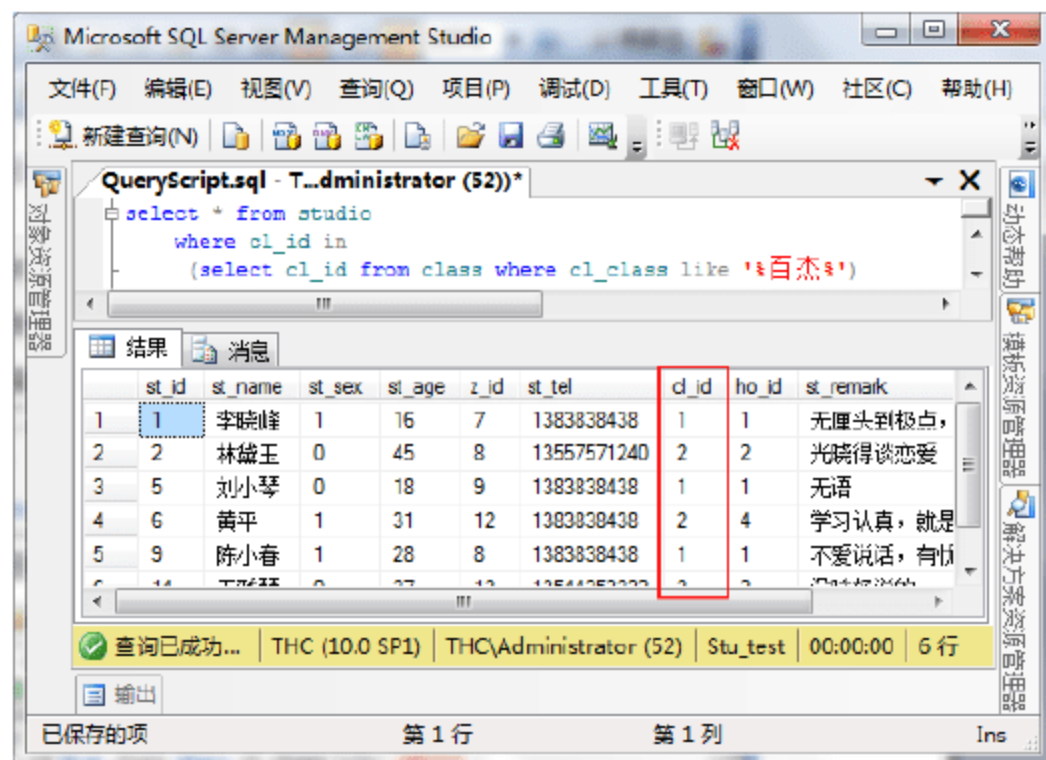 Microsoft SQL Server Management Studio
文件(F) 编辑(E) 视图(V) 查询(Q) 项目(P) 调试(D) 工具(T) 窗口(W) 社区(C) 帮助(H)
新建查询(N)
QueryScript.sql - T...dministrator (52))*
select * from studio
where cl_id in
(select cl_id from class where cl_class like '%百杰%')
对象资源管理器
动态帮助
模板资源管理器
解决方案资源管理器
结果 消息
st_id st_name st_sex st_age z_id st_tel cl_id ho_id st_remark
1 1 李晓峰 1 16 7 1383838438 1 1 无厘头到极点,
2 2 林黛玉 0 45 8 13557571240 2 2 光晓得谈恋爱
3 5 刘小琴 0 18 9 1383838438 1 1 无语
4 6 黄平 1 31 12 1383838438 2 4 学习认真，就是
5 9 陈小春 1 28 8 1383838438 1 1 不爱说话，有忧
查询已成功... THC (10.0 SP1) THC\Administrator (52) Stu_test 00:00:00 6 行
输出
已保存的项 第 1 行 第 1 列 Ins